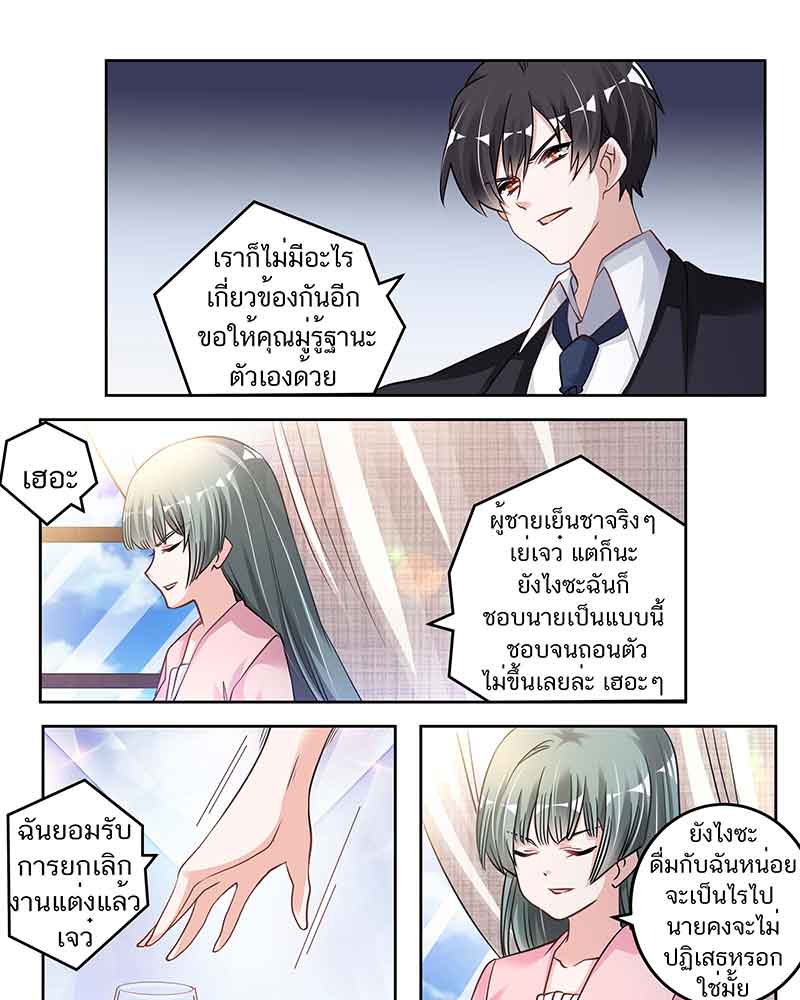 เราก็ไม่มีอะไร
เกี่ยวข้องกันอีก
ขอให้คุณมู่รู้ฐานะ
ตัวเองด้วย
เฮอะ
ผู้ชายเย็นชาจริงๆ
เย่เจว๋ แต่ก็นะ
ยังไงซะฉันก็
ชอบนายเป็นแบบนี้
ชอบจนถอนตัว
ไม่ขึ้นเลยล่ะ เฮอะๆ
ฉันยอมรับ
การยกเลิก
งานแต่งแล้ว
เจว๋
ยังไงซะ
ดื่มกับฉันหน่อย
จะเป็นไรไป
นายคงจะไม่
ปฏิเสธหรอก
ใช่มั้ย